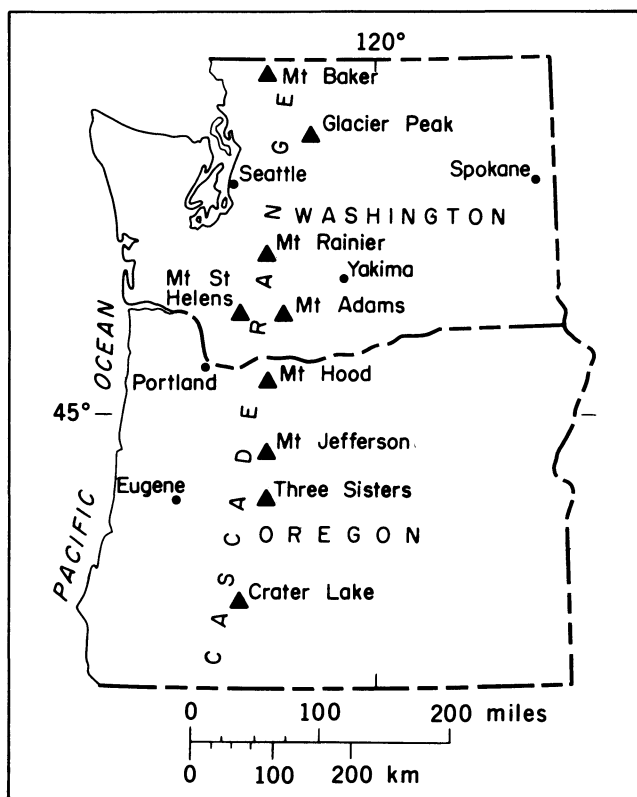 120°
Mt Baker
Glacier Peak
Seattle
Spokane
WASHINGTON
Mt Rainier
Yakima
Mt St
Helens
Mt Adams
CASCADE RANGE
PACIFIC OCEAN
Portland
Mt Hood
45°
Mt Jefferson
Eugene
Three Sisters
OREGON
Crater Lake
0 100 200 miles
0 100 200 km